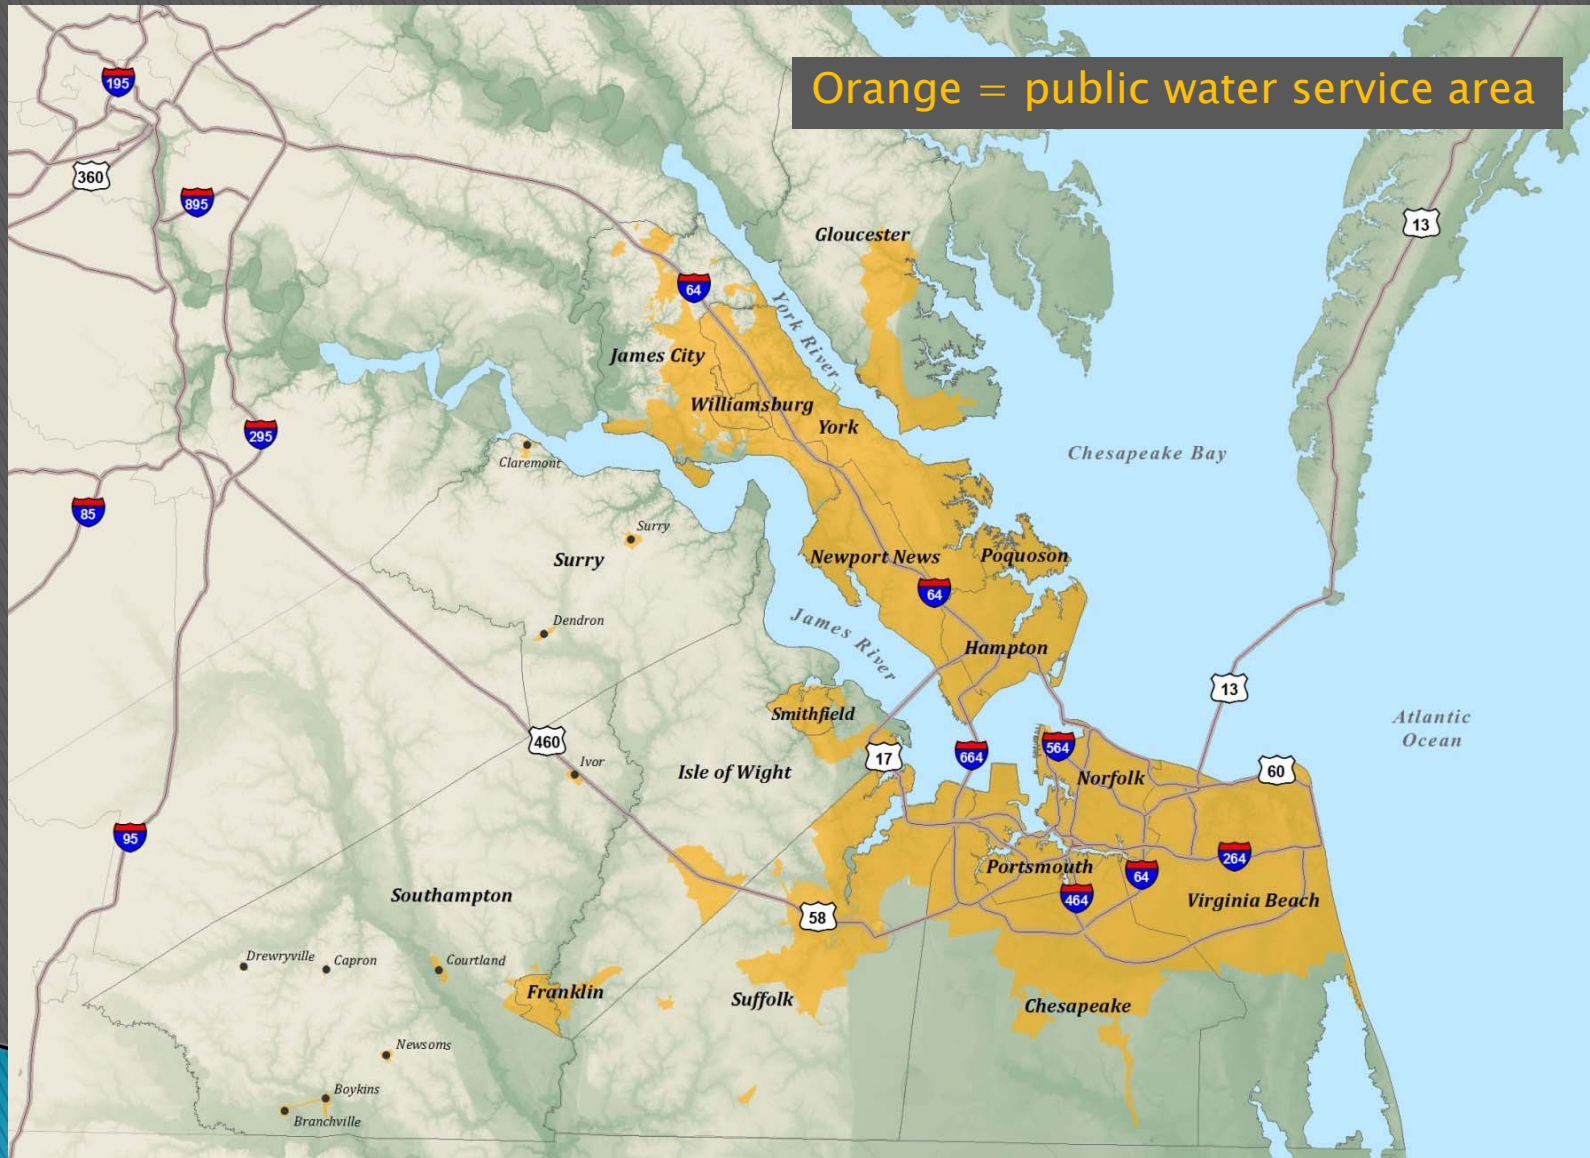 Orange = public water service area
195
360
895
13
Gloucester
64
York River
James City
Williamsburg
York
295
Chesapeake Bay
Claremont
85
Surry
Surry
Newport News
Poquoson
64
Dendron
James River
Hampton
13
Smithfield
Atlantic
Ocean
460
17
664
564
Ivor
Isle of Wight
Norfolk
60
95
264
Portsmouth
64
Southampton
464
Virginia Beach
58
Drewryville
Capron
Courtland
Franklin
Suffolk
Chesapeake
Newsoms
Boykins
Branchville